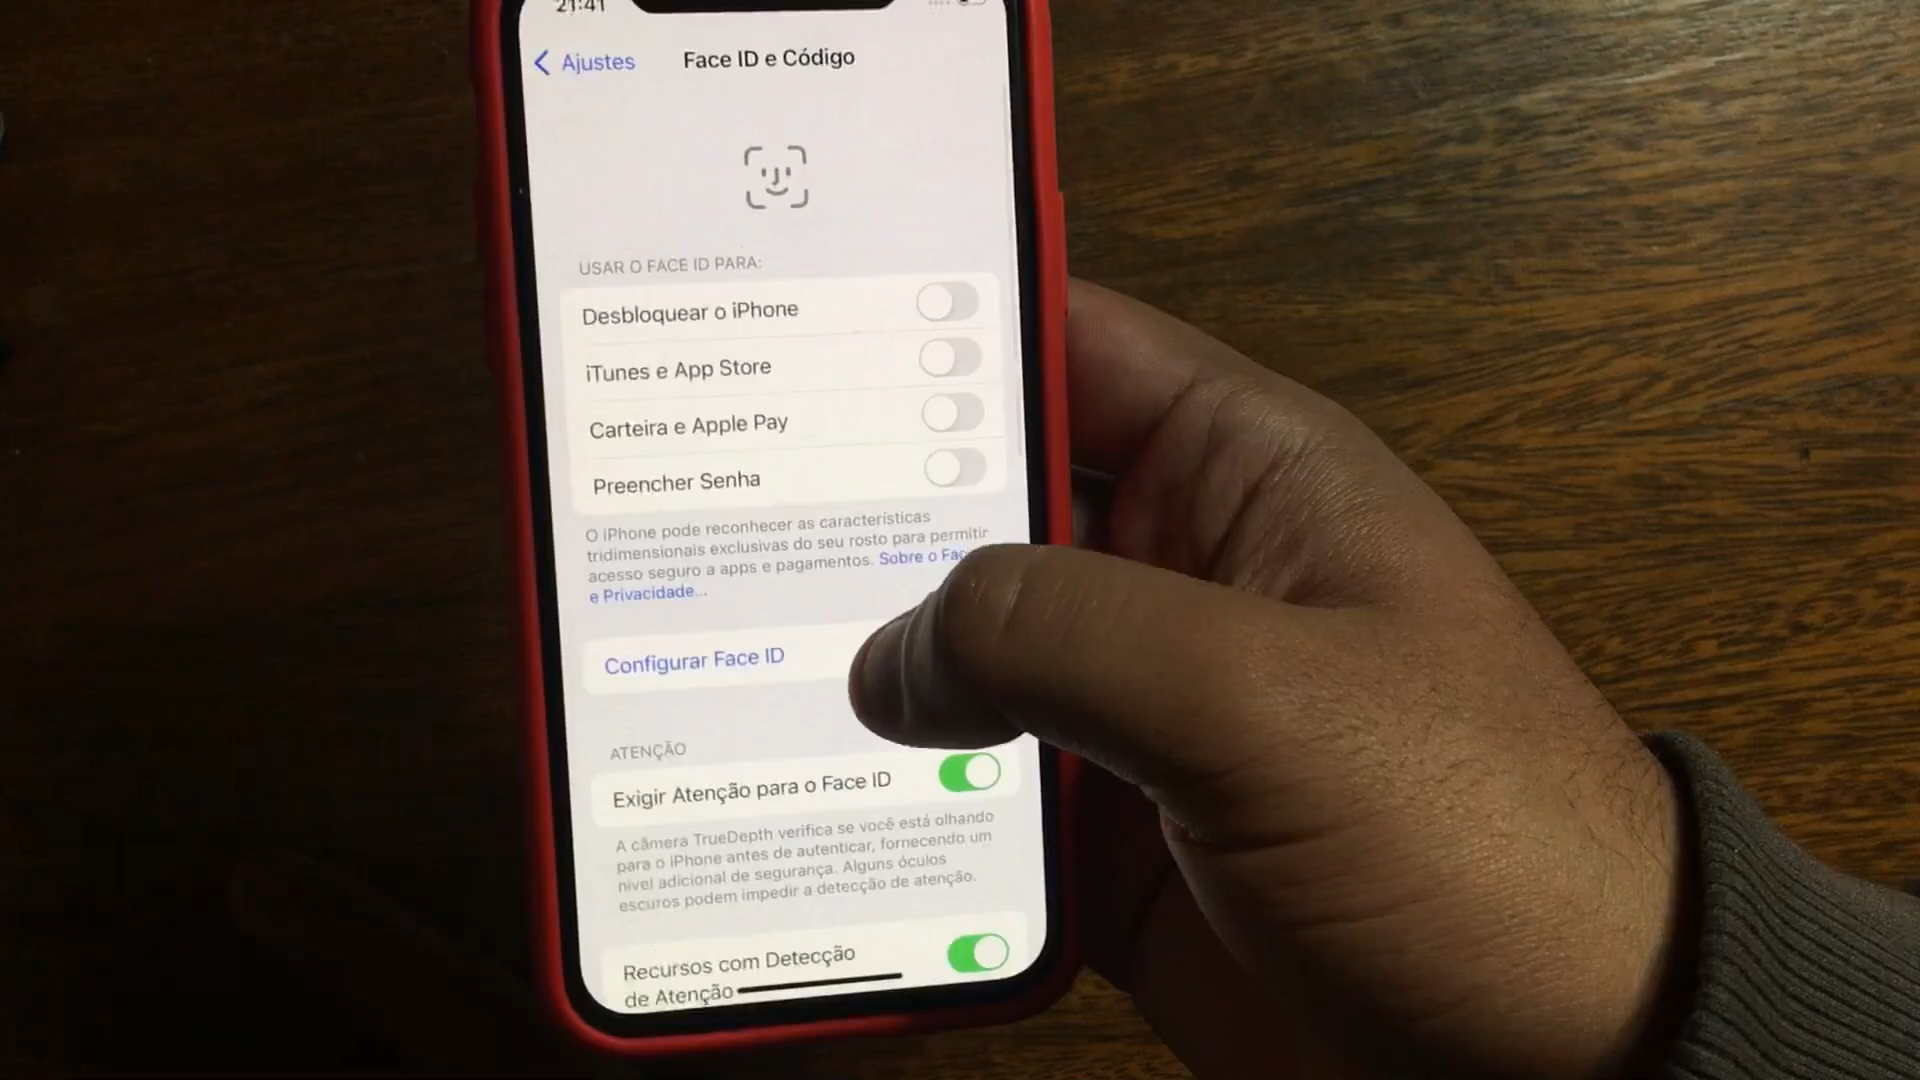 21:41
Ajustes
Face ID e Código
USAR O FACE ID PARA:
Desbloquear o iPhone
iTunes e App Store
Carteira e Apple Pay
Preencher Senha
O iPhone pode reconhecer as características
tridimensionais exclusivas do seu rosto para permitir
acesso seguro a apps e pagamentos. Sobre o
e Privacidade...
Configurar Face ID
ATENÇÃO
Exigir Atenção para o Face ID
A câmera TrueDepth verifica se você está olhando
para o iPhone antes de autenticar, fornecendo um
nível adicional de segurança. Alguns óculos
escuros podem impedir a detecção de atenção.
Recursos com Detecção
de Atenção